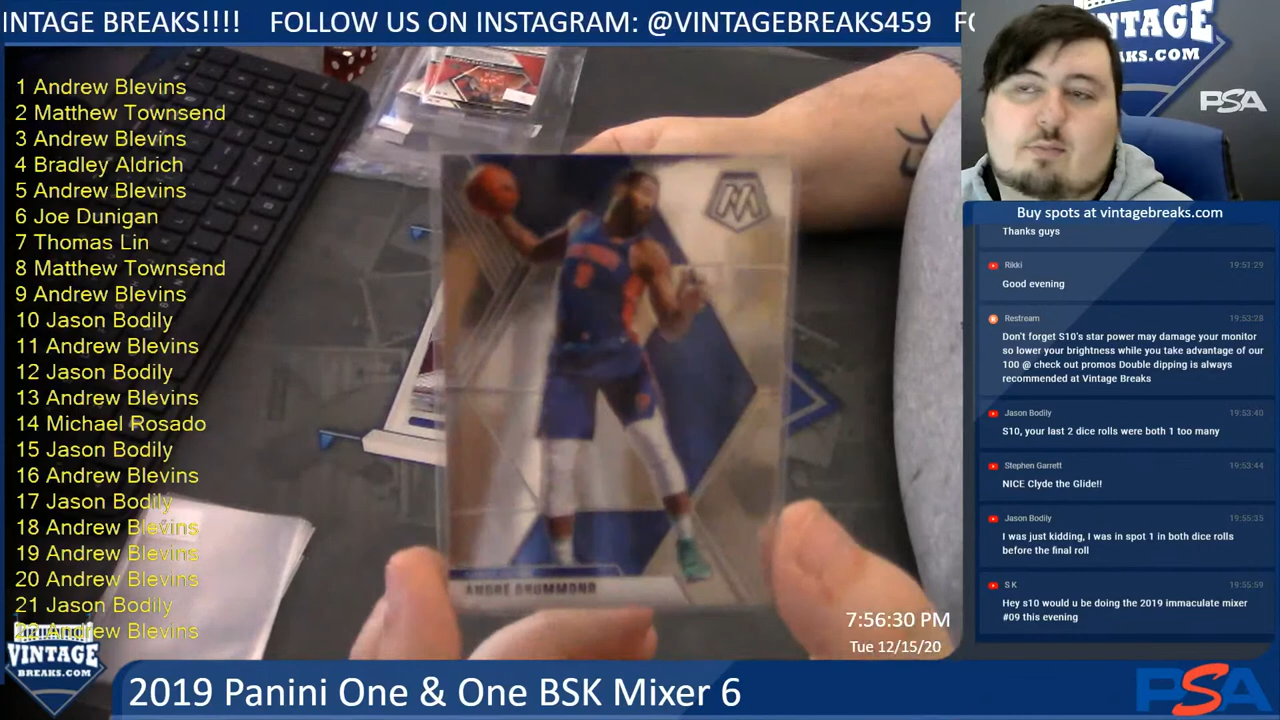 INTAGE BREAKS!!!! FOLLOW US ON INSTAGRAM: @VINTAGEBREAKS459 FO
1 Andrew Blevins
2 Matthew Townsend
3 Andrew Blevins
4 Bradley Aldrich
5 Andrew Blevins
6 Joe Dunigan
7 Thomas Lin
8 Matthew Townsend
9 Andrew Blevins
10 Jason Bodily
11 Andrew Blevins
12 Jason Bodily
13 Andrew Blevins
14 Michael Rosado
15 Jason Bodily
16 Andrew Blevins
17 Jason Bodily
18 Andrew Blevins
19 Andrew Blevins
20 Andrew Blevins
21 Jason Bodily
22 Andrew Blevins
VINTAGE
BREAKS.COM
M
ANDRE DRUMMOND
7:56:30 PM
Tue 12/15/20
INTAGE
EAKS.COM
PSA
Buy spots at vintagebreaks.com
Thanks guys
Rikki 19:51:29
Good evening
Restream 19:53:28
Don't forget S10's star power may damage your monitor
so lower your brightness while you take advantage of our
100 @ check out promos Double dipping is always
recommended at Vintage Breaks
Jason Bodily 19:53:40
S10, your last 2 dice rolls were both 1 too many
Stephen Garrett 19:53:44
NICE Clyde the Glide!!
Jason Bodily 19:55:35
I was just kidding, I was in spot 1 in both dice rolls
before the final roll
S K 19:55:59
Hey s10 would u be doing the 2019 immaculate mixer
#09 this evening
2019 Panini One & One BSK Mixer 6
PSA